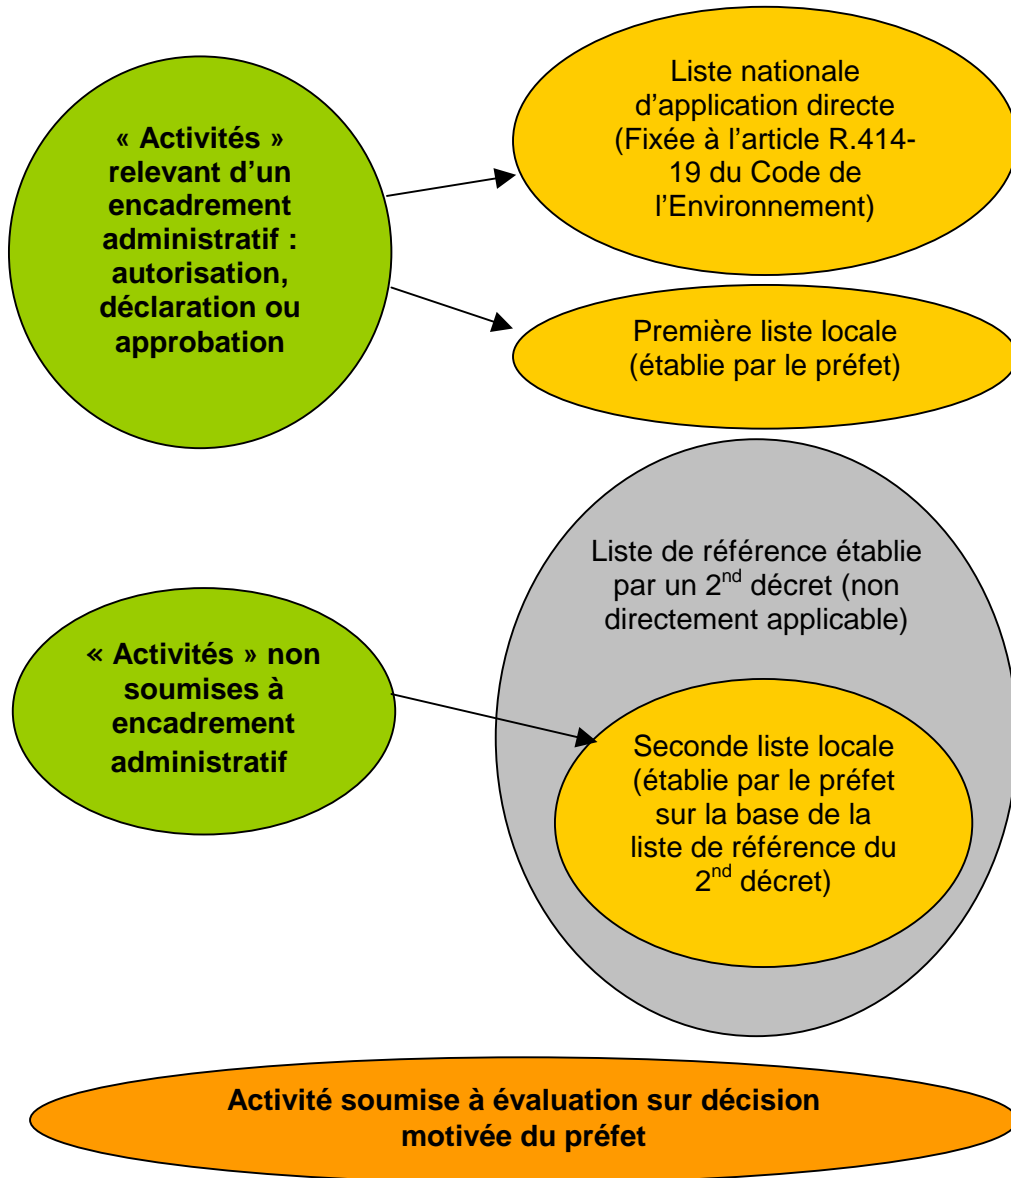 « Activités »
relevant d’un
encadrement
administratif :
autorisation,
déclaration ou
approbation
Liste nationale
d’application directe
(Fixée à l’article R.414-
19 du Code de
l’Environnement)
Première liste locale
(établie par le préfet)
Liste de référence établie
par un 2nd décret (non
directement applicable)
« Activités » non
soumises à
encadrement
administratif
Seconde liste locale
(établie par le préfet
sur la base de la
liste de référence du
2nd décret)
Activité soumise à évaluation sur décision
motivée du préfet